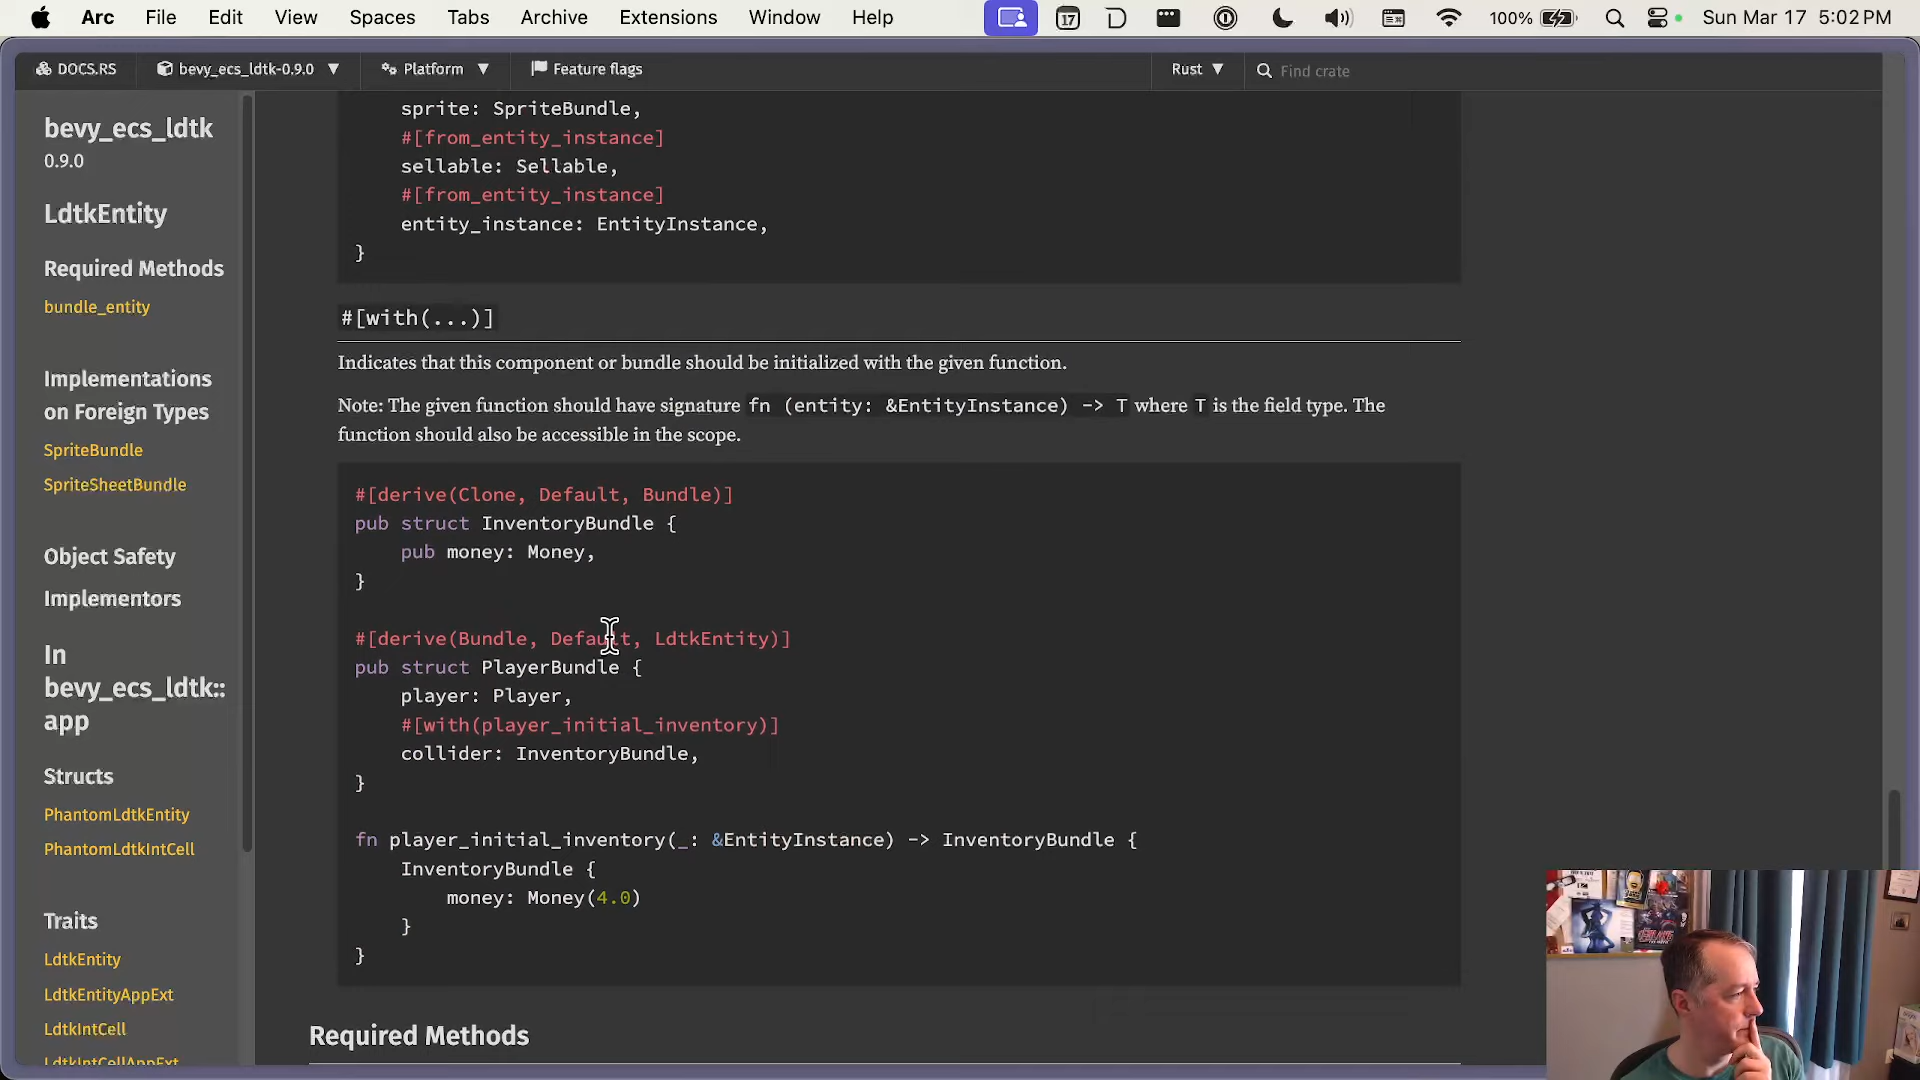 Arc File Edit View Spaces Tabs Archive Extensions Window Help 17 100% Sun Mar 17 5:02 PM
DOCS.RS bevy_ecs_ldtk-0.9.0 ▼ Platform ▼ Feature flags Rust ▼ Find crate
bevy_ecs_ldtk
0.9.0
LdtkEntity
Required Methods
bundle_entity
Implementations
on Foreign Types
SpriteBundle
SpriteSheetBundle
Object Safety
Implementors
In
bevy_ecs_ldtk::
app
Structs
PhantomLdtkEntity
PhantomLdtkIntCell
Traits
LdtkEntity
LdtkEntityAppExt
LdtkIntCell
LdtkIntCellAppExt
sprite: SpriteBundle,
#[from_entity_instance]
sellable: Sellable,
#[from_entity_instance]
entity_instance: EntityInstance,
}
#[with(...)]
Indicates that this component or bundle should be initialized with the given function.
Note: The given function should have signature fn (entity: &EntityInstance) -> T where T is the field type. The
function should also be accessible in the scope.
#[derive(Clone, Default, Bundle)]
pub struct InventoryBundle {
pub money: Money,
}
#[derive(Bundle, Default, LdtkEntity)]
pub struct PlayerBundle {
player: Player,
#[with(player_initial_inventory)]
collider: InventoryBundle,
}
fn player_initial_inventory(_: &EntityInstance) -> InventoryBundle {
InventoryBundle {
money: Money(4.0)
}
}
Required Methods